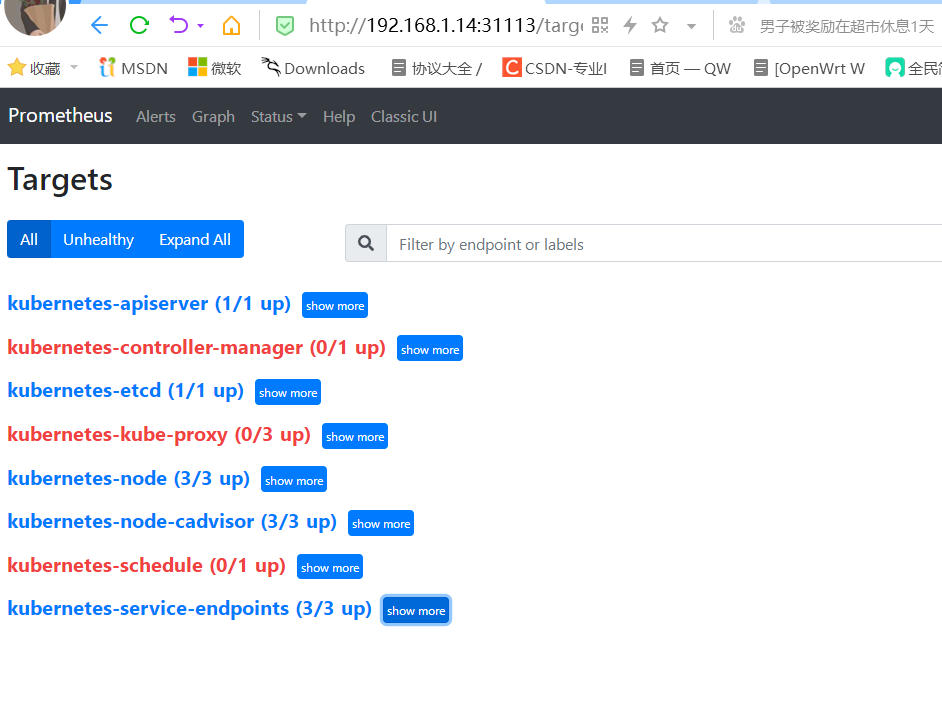 http://192.168.1.14:31113/targe
男子被奖励在超市休息1天
收藏 MSDN 微软 Downloads 协议大全 / CSDN-专业I 首页 — QW [OpenWrt W 全民简
Prometheus Alerts Graph Status Help Classic UI
Targets
All Unhealthy Expand All Filter by endpoint or labels
kubernetes-apiserver (1/1 up) show more
kubernetes-controller-manager (0/1 up) show more
kubernetes-etcd (1/1 up) show more
kubernetes-kube-proxy (0/3 up) show more
kubernetes-node (3/3 up) show more
kubernetes-node-cadvisor (3/3 up) show more
kubernetes-schedule (0/1 up) show more
kubernetes-service-endpoints (3/3 up) show more